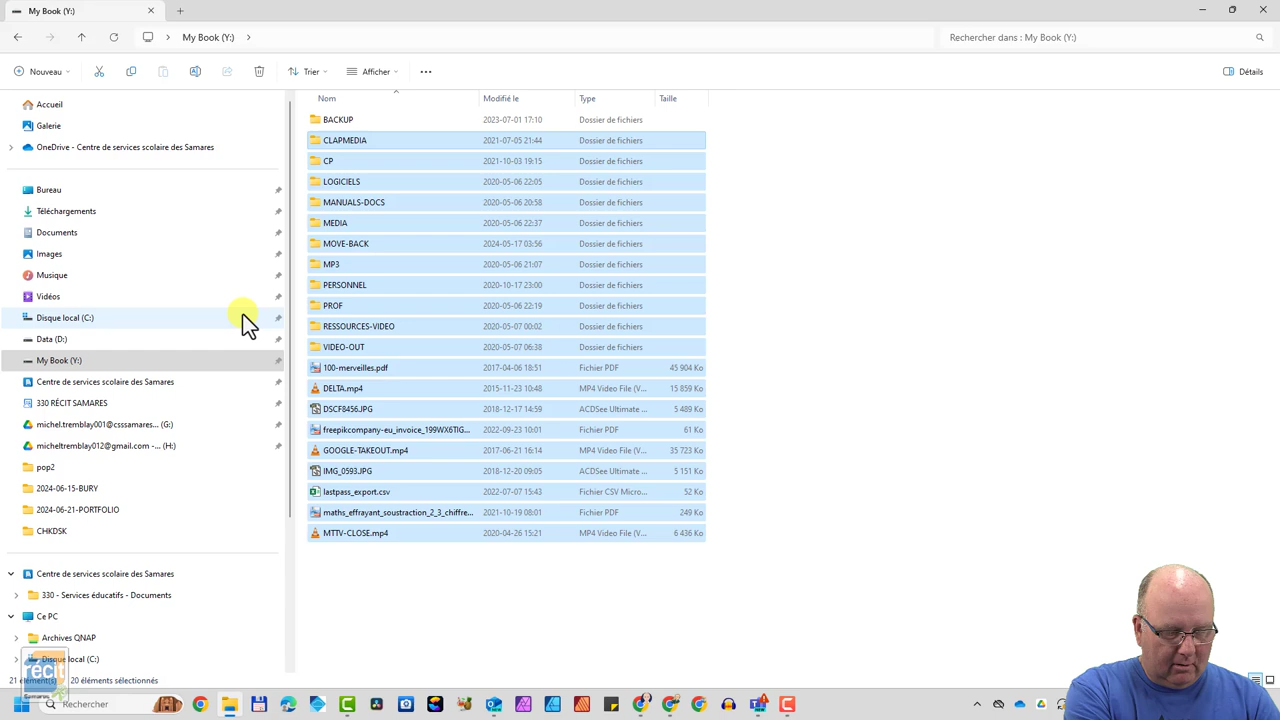 My Book (Y:)
My Book (Y:)
Rechercher dans : My Book (Y:)
Nouveau
Trier
Afficher
Détails
Accueil
Galerie
OneDrive - Centre de services scolaire des Samares
Bureau
Téléchargements
Documents
Images
Musique
Vidéos
Disque local (C:)
Data (D:)
My Book (Y:)
Centre de services scolaire des Samares
330 RÉCIT SAMARES
michel.tremblay001@csssamares... (G:)
micheltremblay012@gmail.com -... (H:)
pop2
2024-06-15-BURY
2024-06-21-PORTFOLIO
CHKDSK
Centre de services scolaire des Samares
330 - Services éducatifs - Documents
Ce PC
Archives QNAP
Disque local (C:)
Nom Modifié le Type Taille
BACKUP 2023-07-01 17:10 Dossier de fichiers
CLAPMEDIA 2021-07-05 21:44 Dossier de fichiers
CP 2021-10-03 19:15 Dossier de fichiers
LOGICIELS 2020-05-06 22:05 Dossier de fichiers
MANUALS-DOCS 2020-05-06 20:58 Dossier de fichiers
MEDIA 2020-05-06 22:37 Dossier de fichiers
MOVE-BACK 2024-05-17 03:56 Dossier de fichiers
MP3 2020-05-06 21:07 Dossier de fichiers
PERSONNEL 2020-10-17 23:00 Dossier de fichiers
PROF 2020-05-06 22:19 Dossier de fichiers
RESSOURCES-VIDEO 2020-05-07 00:02 Dossier de fichiers
VIDEO-OUT 2020-05-07 06:38 Dossier de fichiers
100-merveilles.pdf 2017-04-06 18:51 Fichier PDF 45 904 Ko
DELTA.mp4 2015-11-23 10:48 MP4 Video File (V... 15 859 Ko
DSCF8456.JPG 2018-12-17 14:59 ACDSee Ultimate ... 5 489 Ko
freepikcompany-eu_invoice_199WX6TIG... 2022-09-23 10:01 Fichier PDF 61 Ko
GOOGLE-TAKEOUT.mp4 2017-06-21 16:14 MP4 Video File (V... 35 723 Ko
IMG_0593.JPG 2018-12-20 09:05 ACDSee Ultimate ... 5 151 Ko
lastpass_export.csv 2022-07-07 15:43 Fichier CSV Micro... 52 Ko
maths_effrayant_soustraction_2_3_chiffre... 2021-10-19 08:01 Fichier PDF 249 Ko
MTTV-CLOSE.mp4 2020-04-26 15:21 MP4 Video File (V... 6 436 Ko
21 élément(s) 20 éléments sélectionnés
récit
Samares
Rechercher